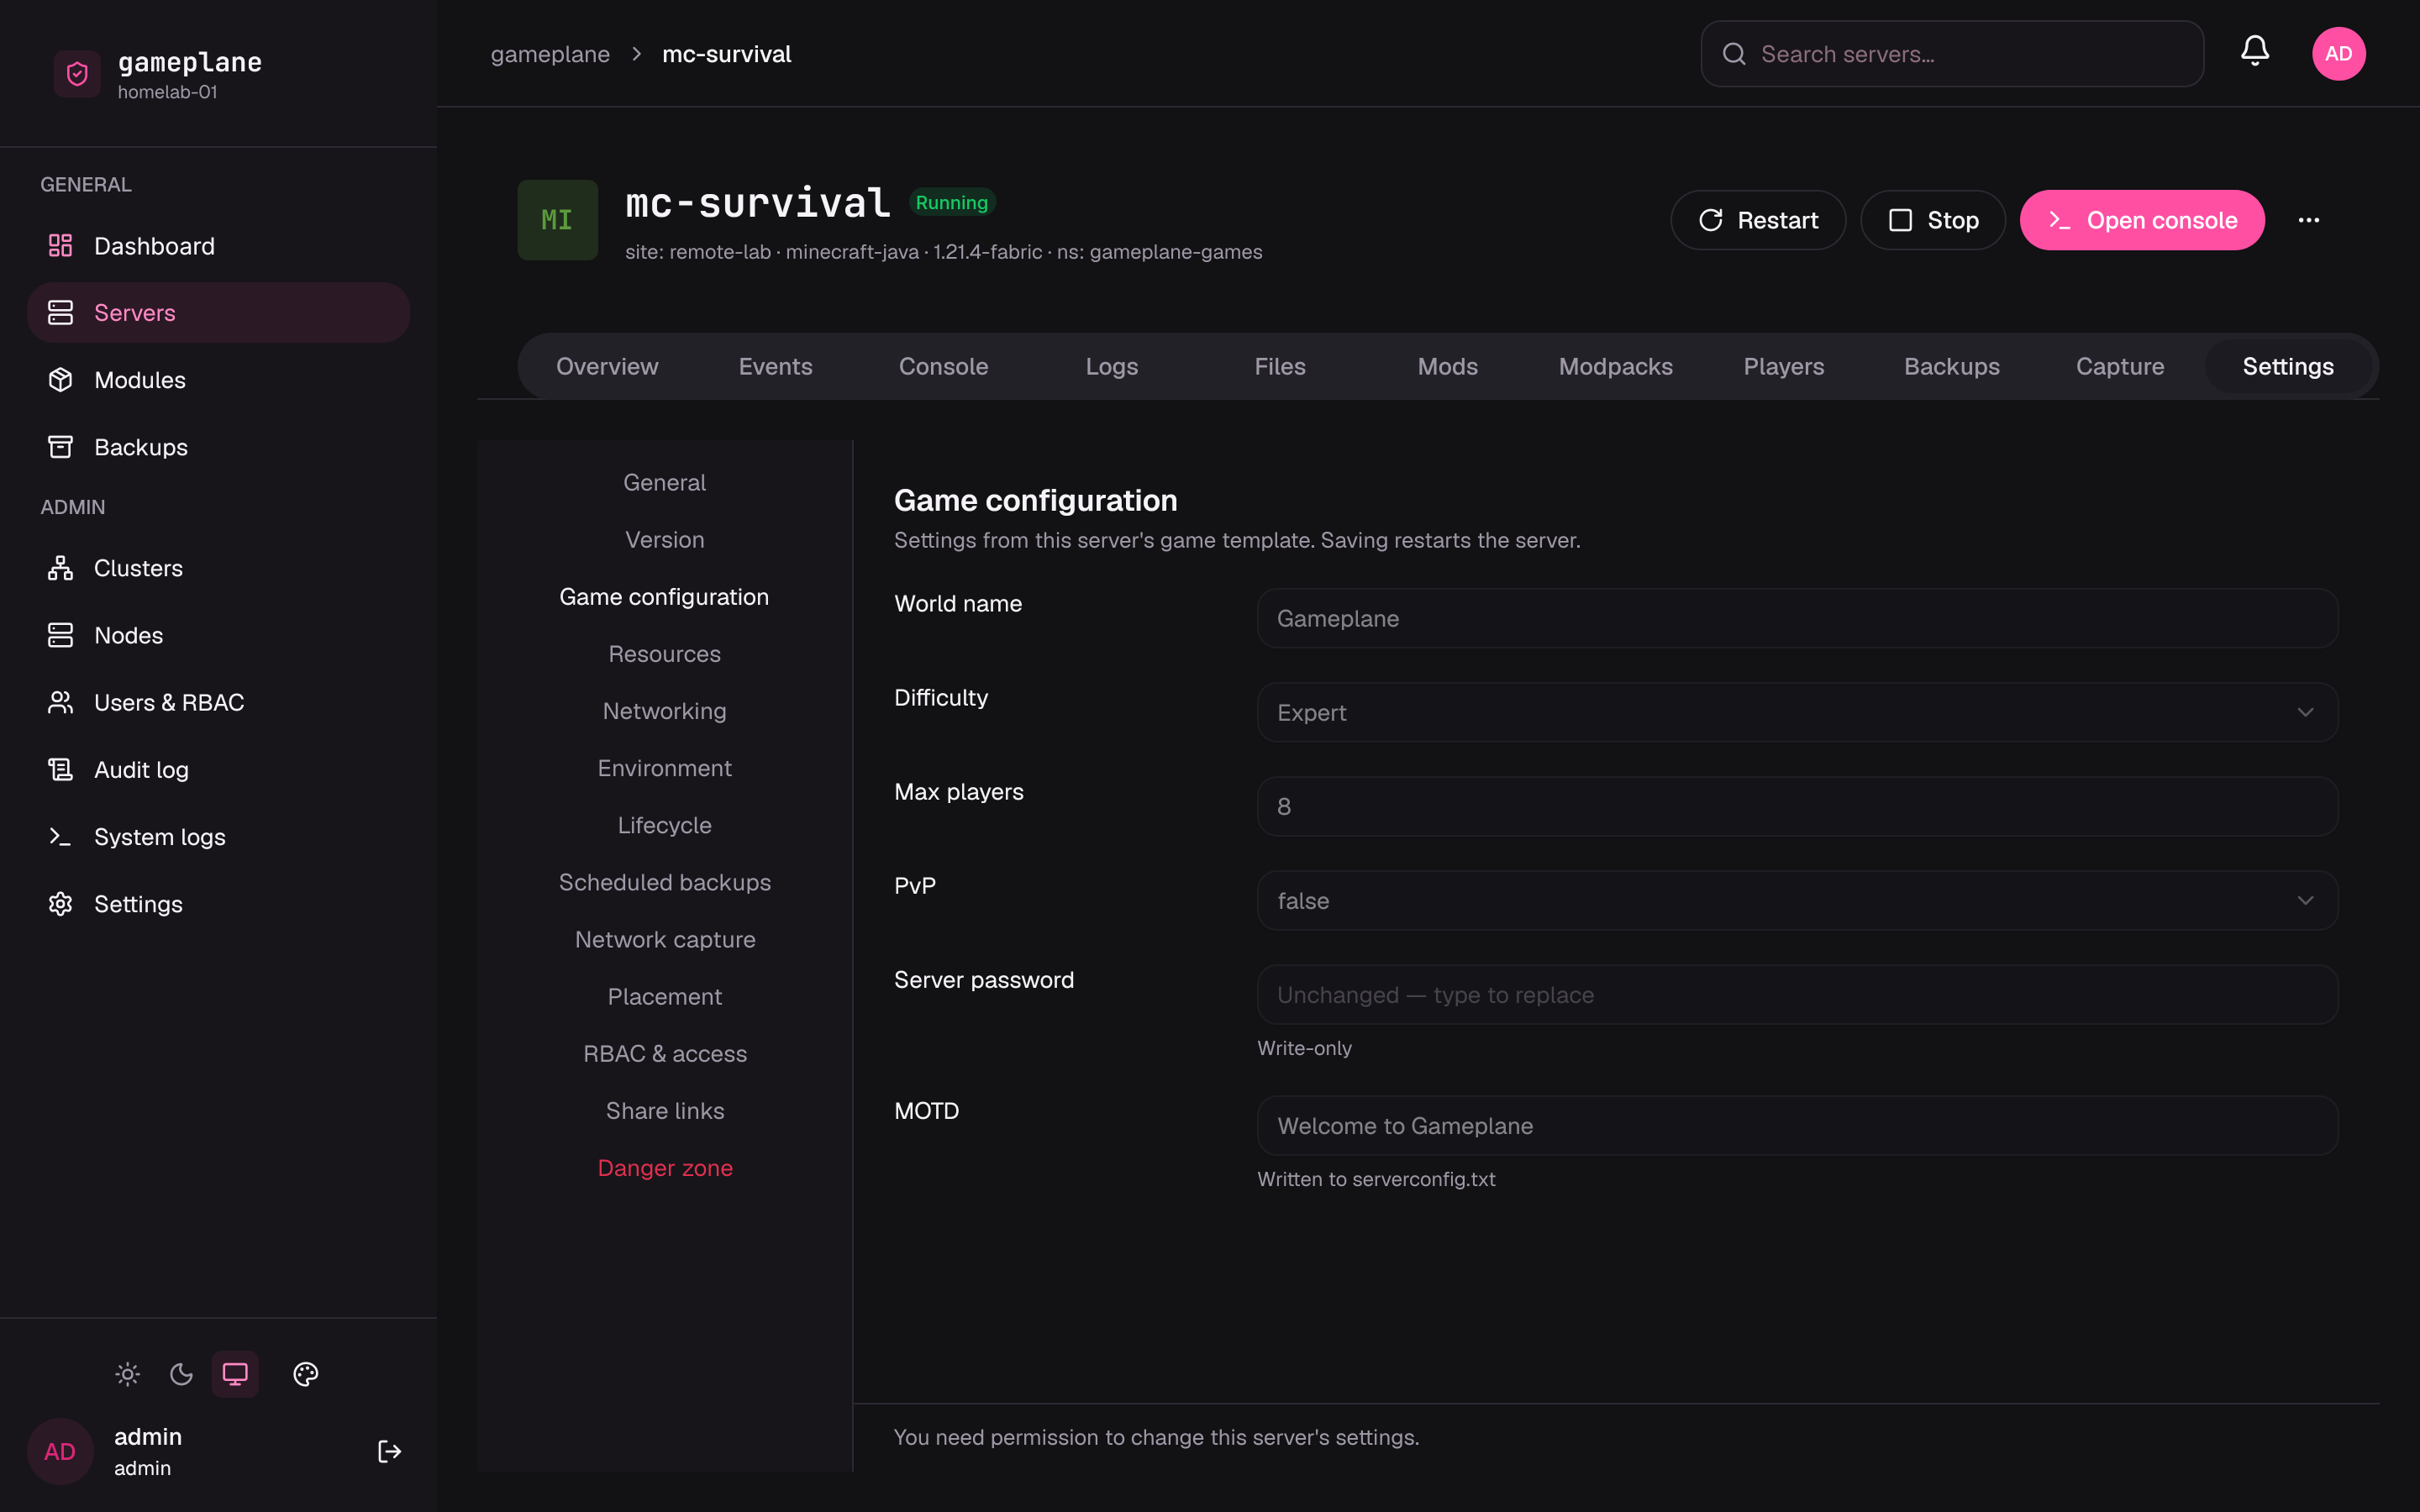 gameplane
homelab-01
GENERAL
Dashboard
Servers
Modules
Backups
ADMIN
Clusters
Nodes
Users & RBAC
Audit log
System logs
Settings
AD
admin
admin
gameplane
mc-survival
Search servers...
AD
MI
mc-survival
Running
site: remote-lab · minecraft-java · 1.21.4-fabric · ns: gameplane-games
Restart
Stop
Open console
Overview
Events
Console
Logs
Files
Mods
Modpacks
Players
Backups
Capture
Settings
General
Version
Game configuration
Resources
Networking
Environment
Lifecycle
Scheduled backups
Network capture
Placement
RBAC & access
Share links
Danger zone
Game configuration
Settings from this server's game template. Saving restarts the server.
World name
Gameplane
Difficulty
Expert
Max players
8
PvP
false
Server password
Unchanged — type to replace
Write-only
MOTD
Welcome to Gameplane
Written to serverconfig.txt
You need permission to change this server's settings.